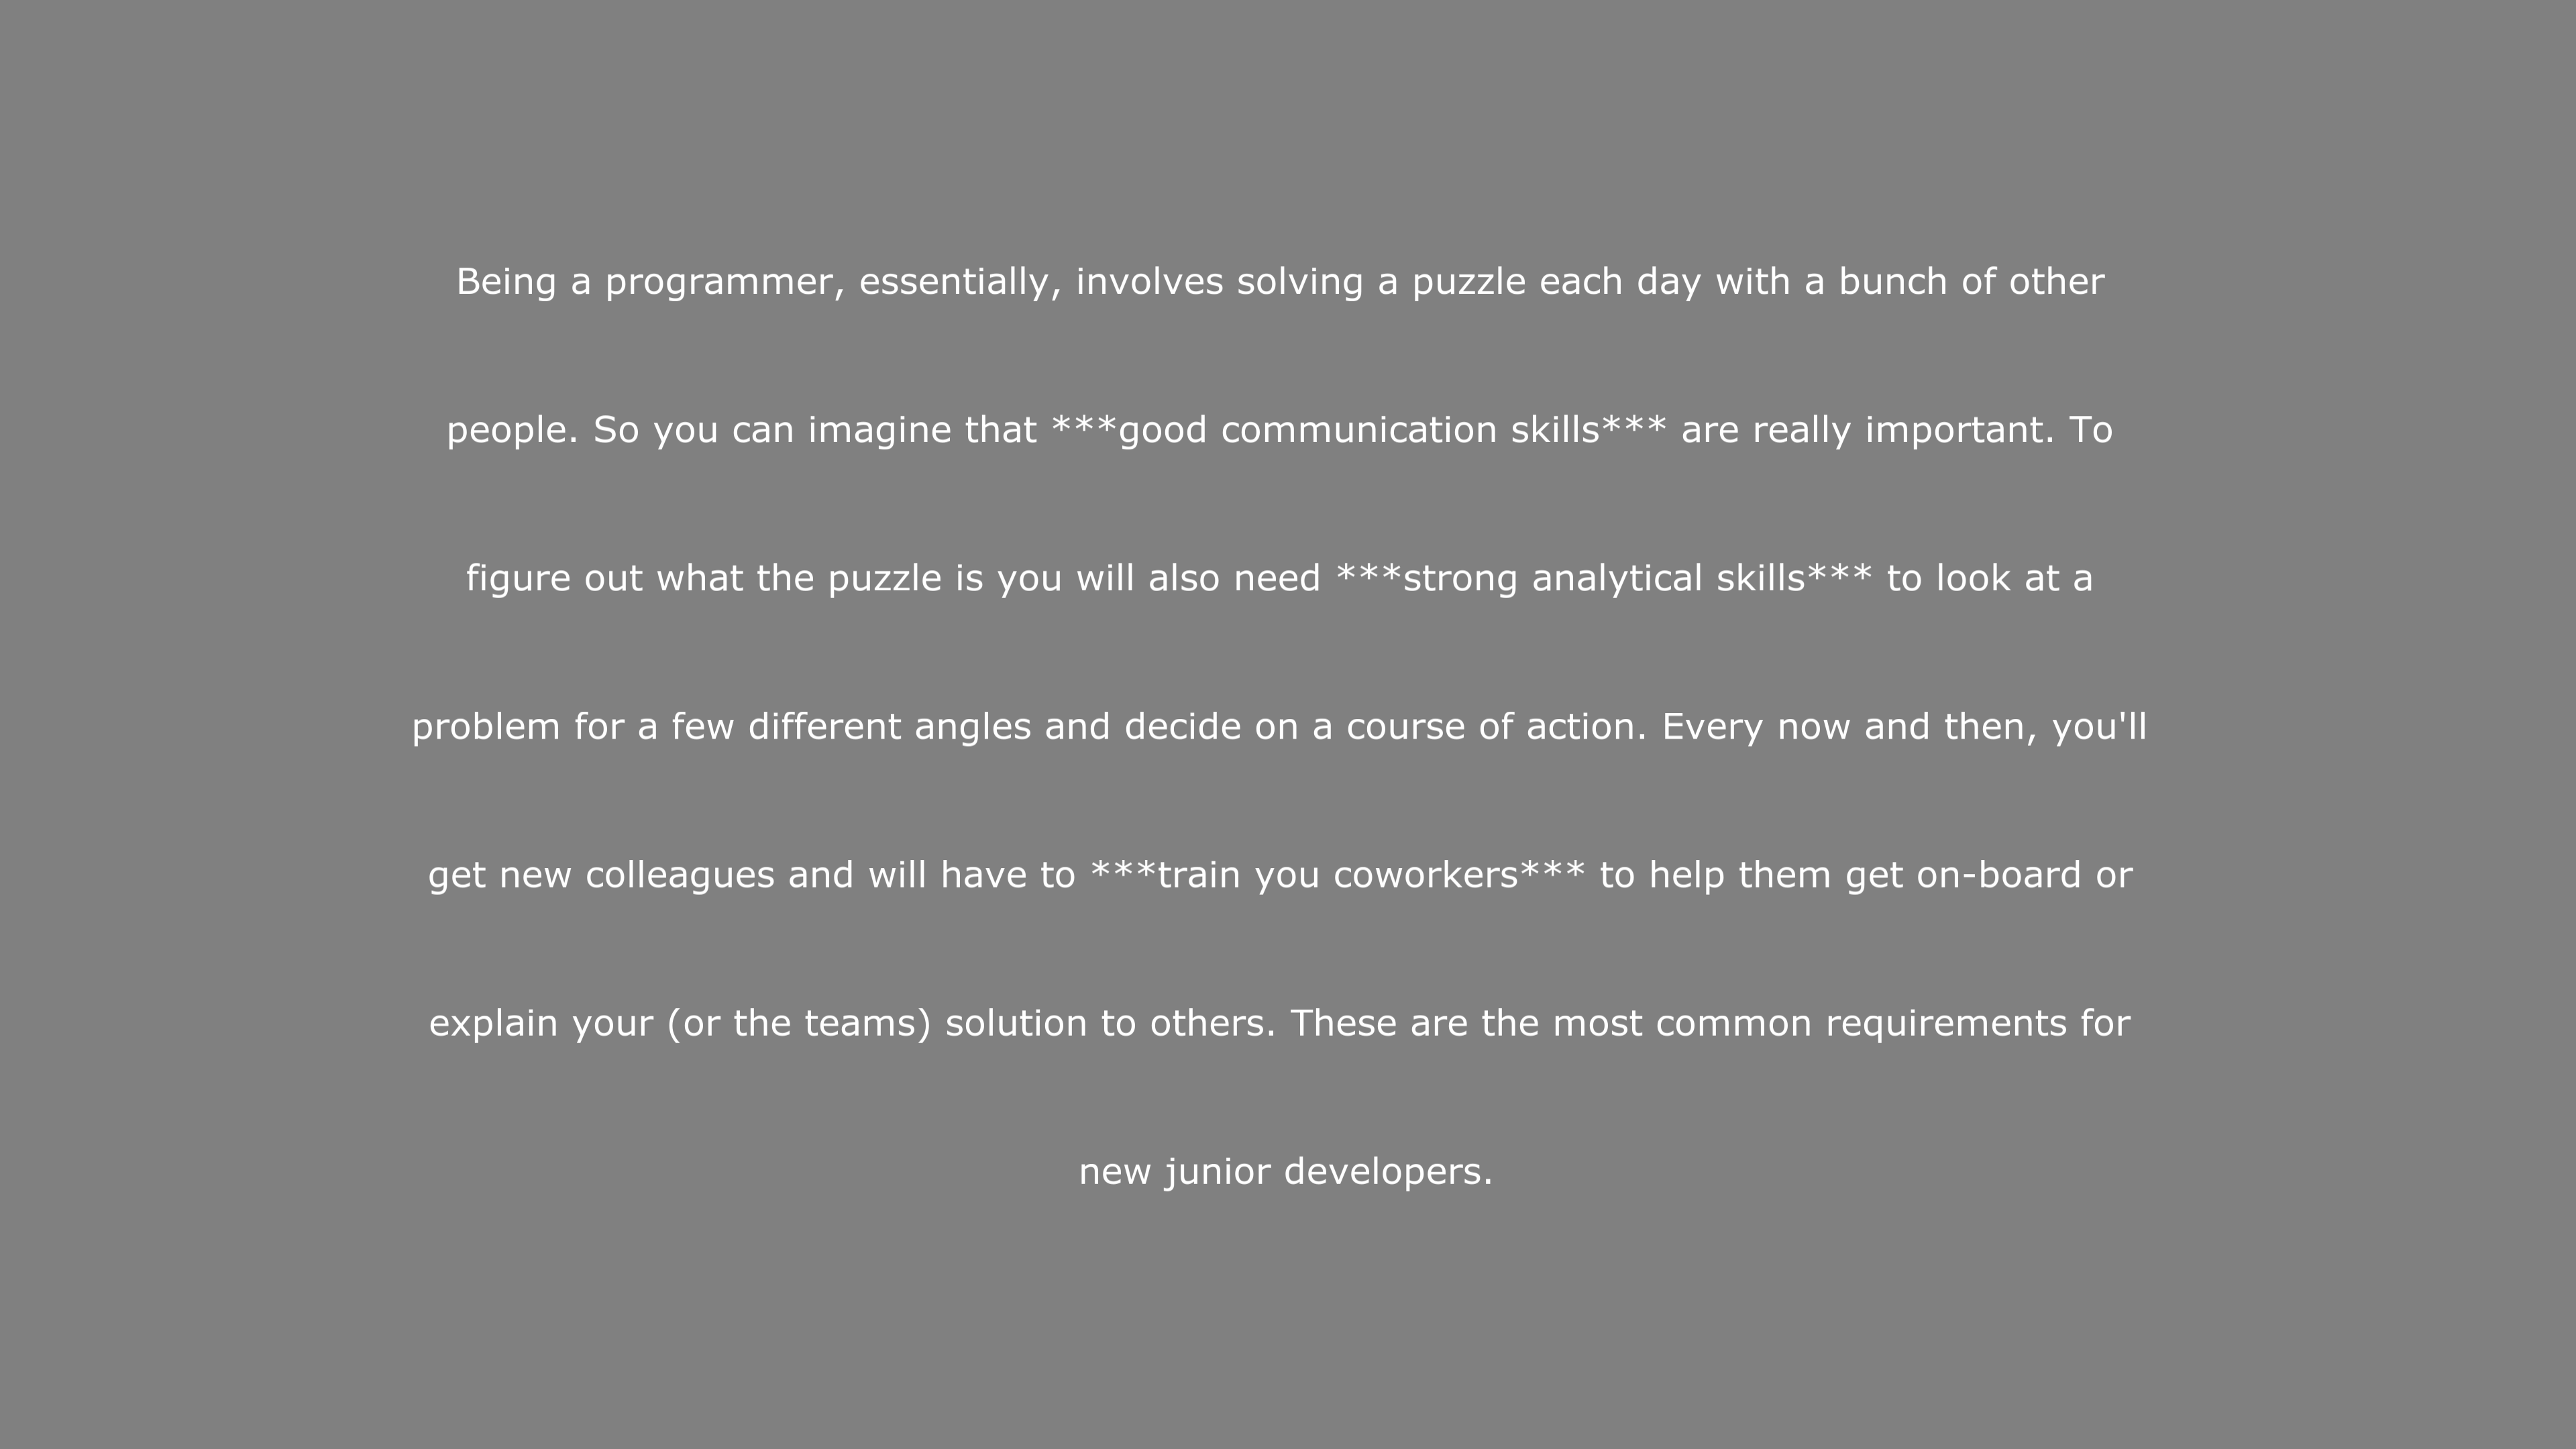 Being a programmer, essentially, involves solving a puzzle each day with a bunch of other
people. So you can imagine that ***good communication skills*** are really important. To
figure out what the puzzle is you will also need ***strong analytical skills*** to look at a
problem for a few different angles and decide on a course of action. Every now and then, you'll
get new colleagues and will have to ***train you coworkers*** to help them get on-board or
explain your (or the teams) solution to others. These are the most common requirements for
new junior developers.